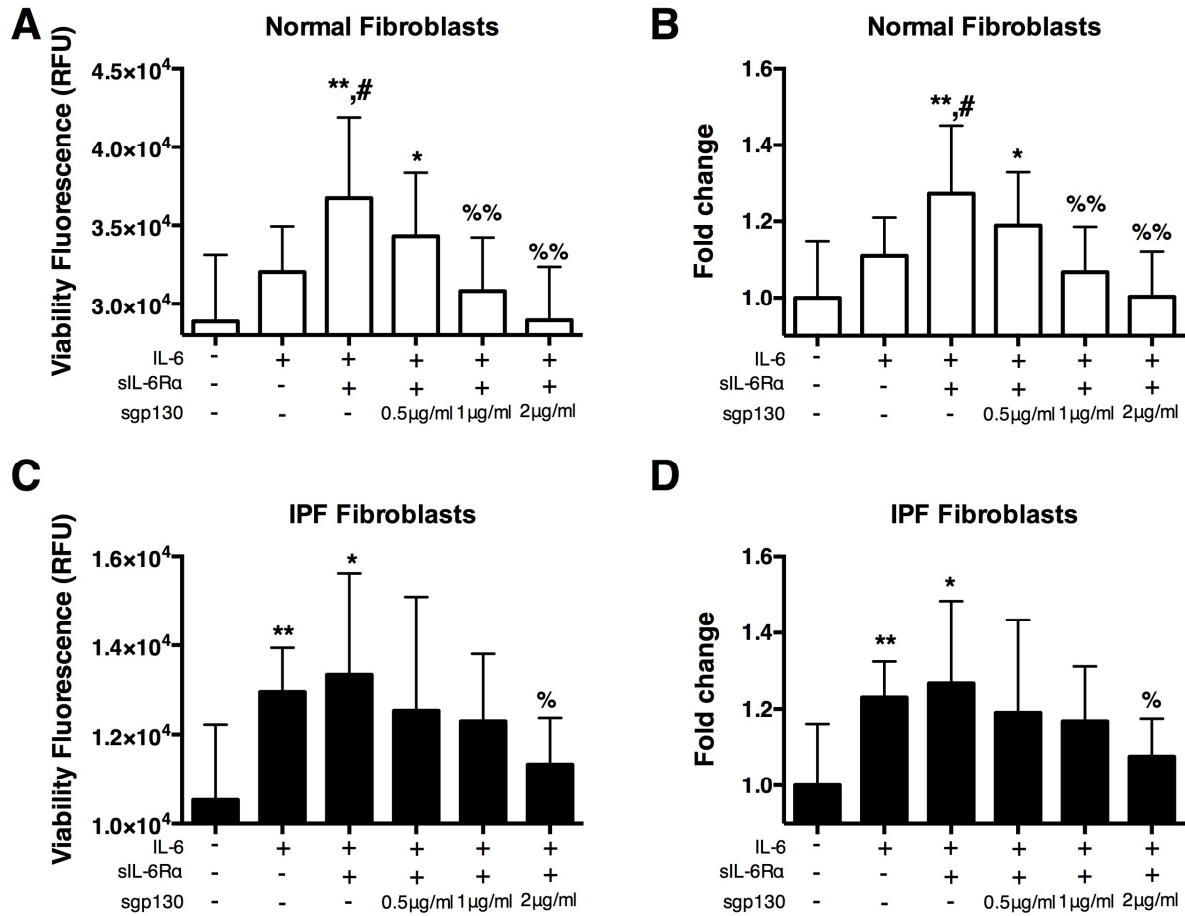 A
Normal Fibroblasts
Viability Fluorescence (RFU)
4.5×10⁴
4.0×10⁴
3.5×10⁴
3.0×10⁴
**,#
*
%%
%%
IL-6 - + + + + +
sIL-6Rα - - + + + +
sgp130 - - - 0.5µg/ml 1µg/ml 2µg/ml
B
Normal Fibroblasts
Fold change
1.6
1.4
1.2
1.0
**,#
*
%%
%%
IL-6 - + + + + +
sIL-6Rα - - + + + +
sgp130 - - - 0.5µg/ml 1µg/ml 2µg/ml
C
IPF Fibroblasts
Viability Fluorescence (RFU)
1.6×10⁴
1.4×10⁴
1.2×10⁴
1.0×10⁴
**
*
%
IL-6 - + + + + +
sIL-6Rα - - + + + +
sgp130 - - - 0.5µg/ml 1µg/ml 2µg/ml
D
IPF Fibroblasts
Fold change
1.6
1.4
1.2
1.0
**
*
%
IL-6 - + + + + +
sIL-6Rα - - + + + +
sgp130 - - - 0.5µg/ml 1µg/ml 2µg/ml